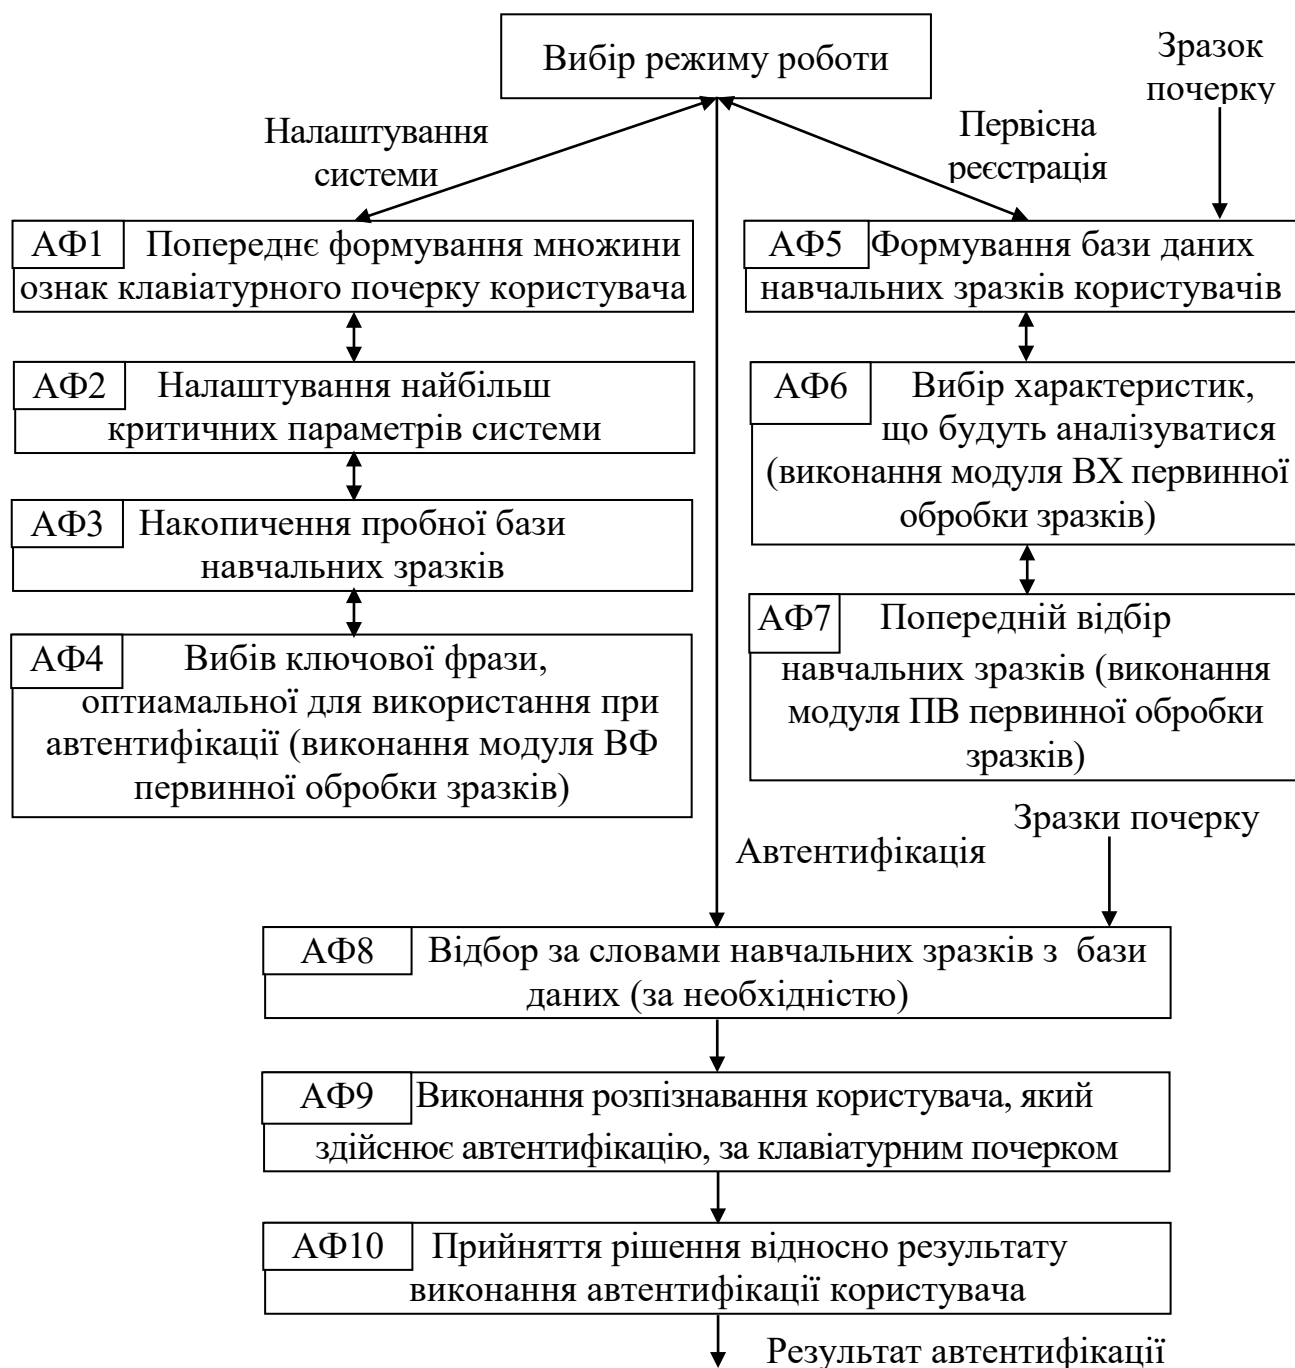 Вибір режиму роботи
Зразок
почерку
Налаштування
системи
Первісна
реєстрація
АФ1 Попереднє формування множини
ознак клавіатурного почерку користувача
АФ2 Налаштування найбільш
критичних параметрів системи
АФ3 Накопичення пробної бази
навчальних зразків
АФ4 Вибів ключової фрази,
оптиамальної для використання при
автентифікації (виконання модуля ВФ
первинної обробки зразків)
АФ5 Формування бази даних
навчальних зразків користувачів
АФ6 Вибір характеристик,
що будуть аналізуватися
(виконання модуля ВХ первинної
обробки зразків)
АФ7 Попередній відбір
навчальних зразків (виконання
модуля ПВ первинної обробки
зразків)
Зразки почерку
Автентифікація
АФ8 Відбор за словами навчальних зразків з бази
даних (за необхідністю)
АФ9 Виконання розпізнавання користувача, який
здійснює автентифікацію, за клавіатурним почерком
АФ10 Прийняття рішення відносно результату
виконання автентифікації користувача
Результат автентифікації